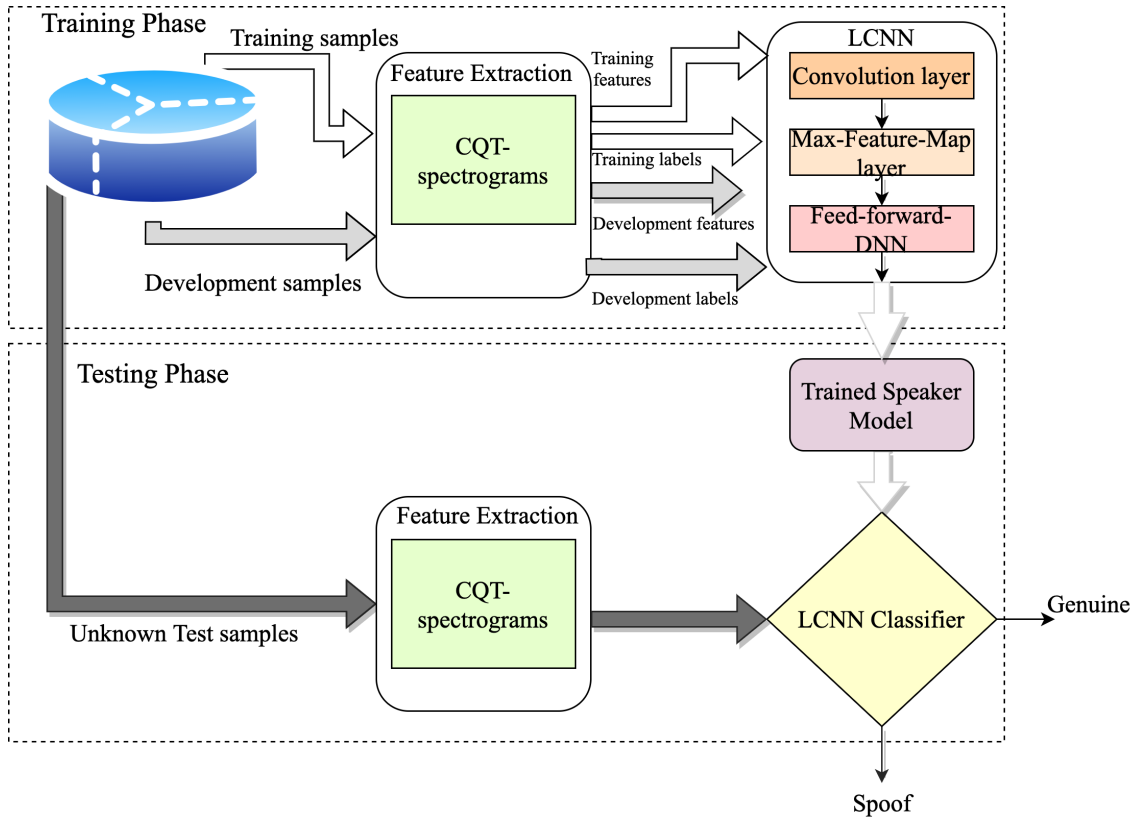 Training Phase
Training samples
Development samples
Feature Extraction
CQT-
spectrograms
Training
features
Training labels
Development features
Development labels
LCNN
Convolution layer
Max-Feature-Map
layer
Feed-forward-
DNN
Testing Phase
Trained Speaker
Model
Unknown Test samples
Feature Extraction
CQT-
spectrograms
LCNN Classifier
Genuine
Spoof